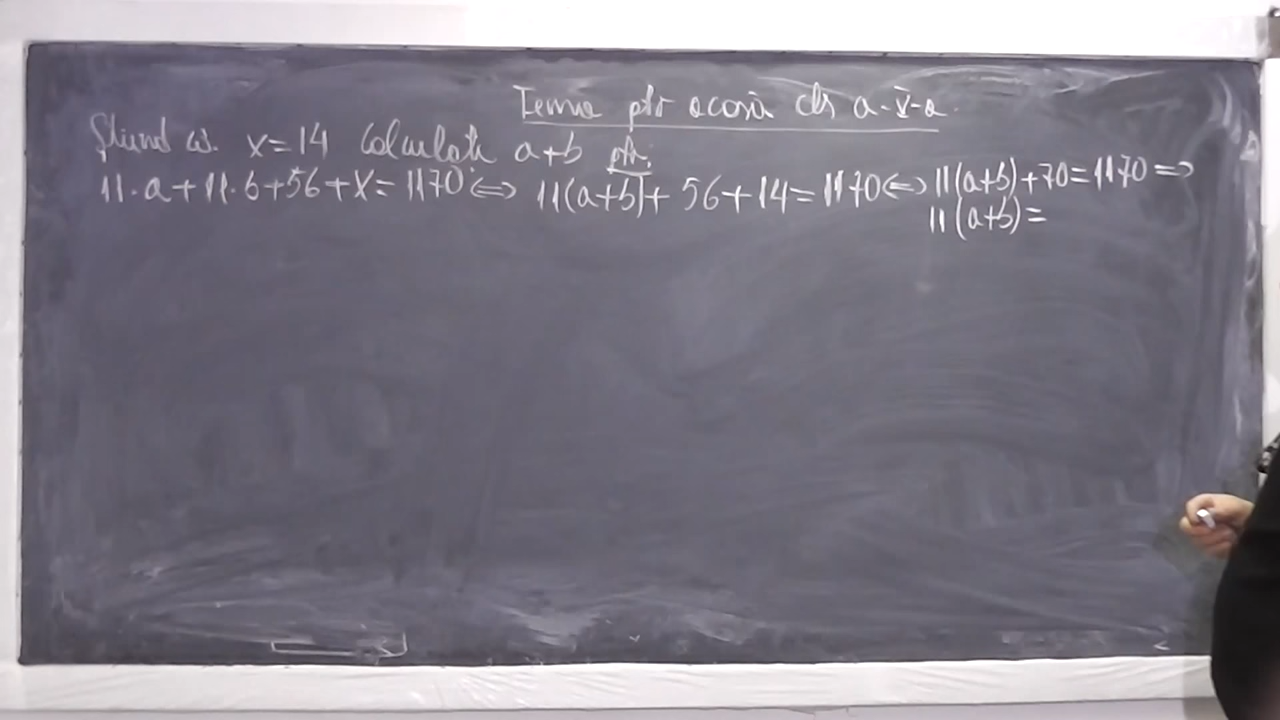 Tema ptr acasă cls a-V-a.
Știind că x=14 calculați a+b ptr:
11·a+11·b+56+x=1170 ⇔ 11(a+b)+56+14=1170 ⇔ 11(a+b)+70=1170 ⇒
11(a+b)=